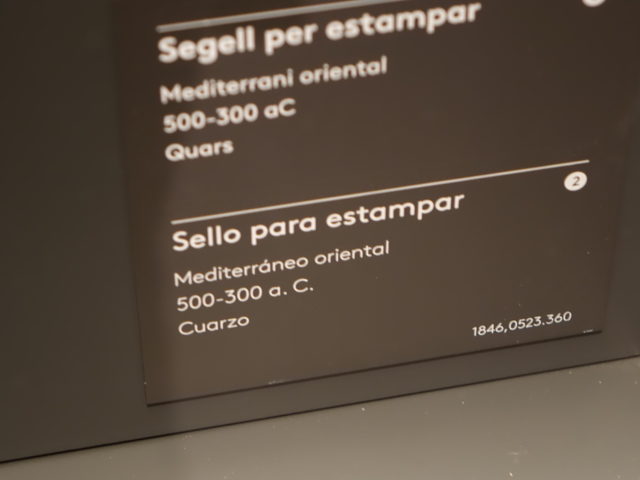 Segell per estampar
Mediterrani oriental
500-300 aC
Quars
2
Sello para estampar
Mediterráneo oriental
500-300 a. C.
Cuarzo
1846,0523.360